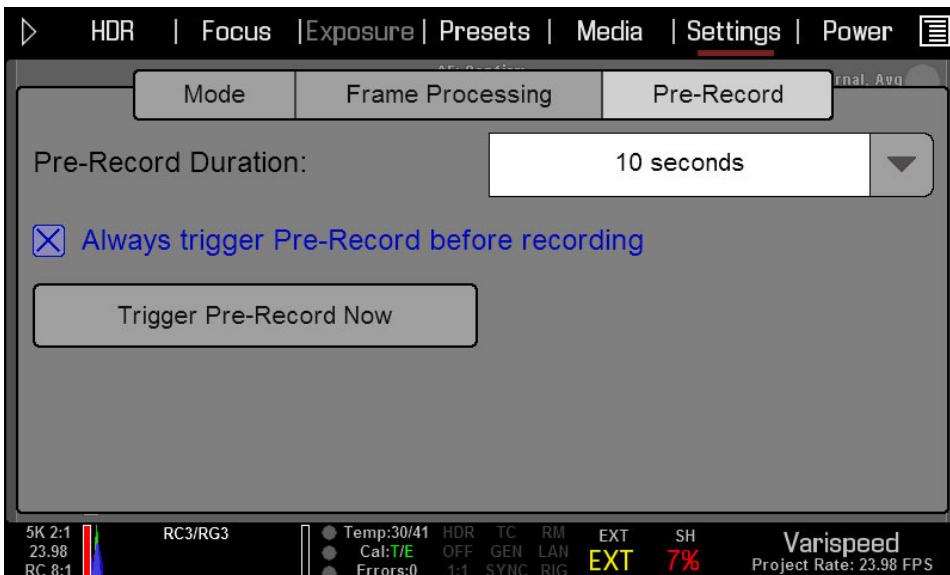 HDR | Focus | Exposure | Presets | Media | Settings | Power
Mode Frame Processing Pre-Record
Pre-Record Duration: 10 seconds
Always trigger Pre-Record before recording
Trigger Pre-Record Now
5K 2:1
23.98
RC 8:1
RC3/RG3
Temp:30/41
Cal:T/E
Errors:0
HDR TC RM
OFF GEN LAN
1:1 SYNC RIG
EXT
EXT
SH
7%
Varispeed
Project Rate: 23.98 FPS